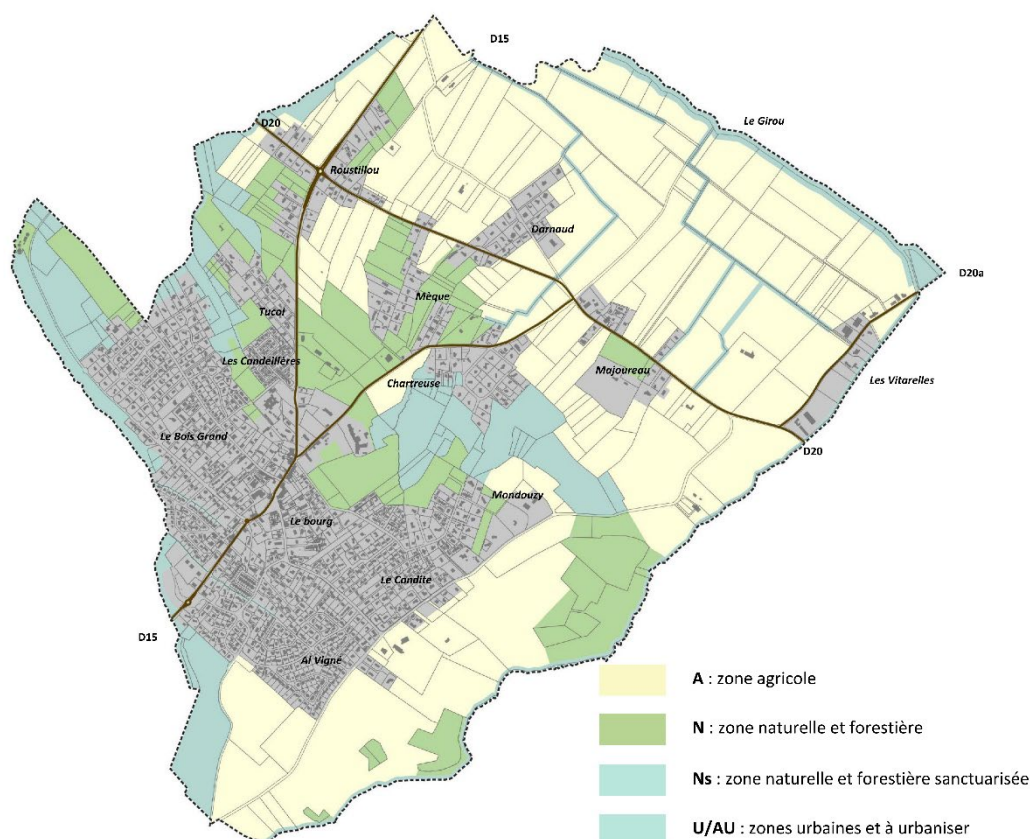 D15
D20
Le Girou
Roustillou
Darnaud
D20a
Mèque
Tucol
Les Candeillères
Chartreuse
Majoureau
Les Vitarelles
Le Bois Grand
D20
Mondouzy
Le bourg
Le Candite
D15
Al Vigné
A : zone agricole
N : zone naturelle et forestière
Ns : zone naturelle et forestière sanctuarisée
U/AU : zones urbaines et à urbaniser